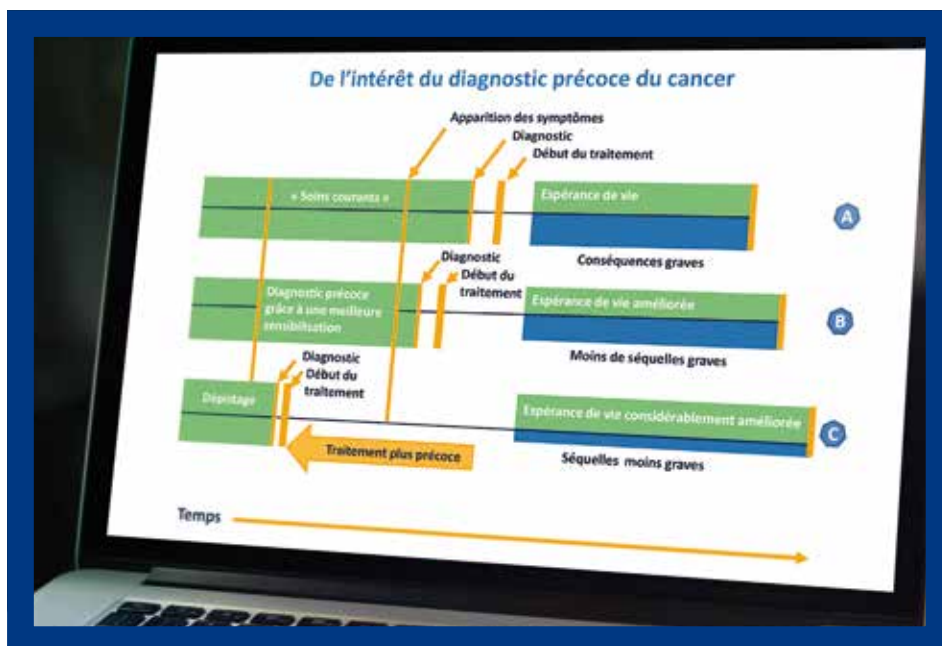 De l'intérêt du diagnostic précoce du cancer
Apparition des symptômes
Diagnostic
Début du traitement
« Soins courants »
Espérance de vie
A
Conséquences graves
Diagnostic
Début du
traitement
Diagnostic précoce
grâce à une meilleure
sensibilisation
Espérance de vie améliorée
B
Moins de séquelles graves
Diagnostic
Début du
traitement
Dépistage
Espérance de vie considérablement améliorée
C
Traitement plus précoce
Séquelles moins graves
Temps